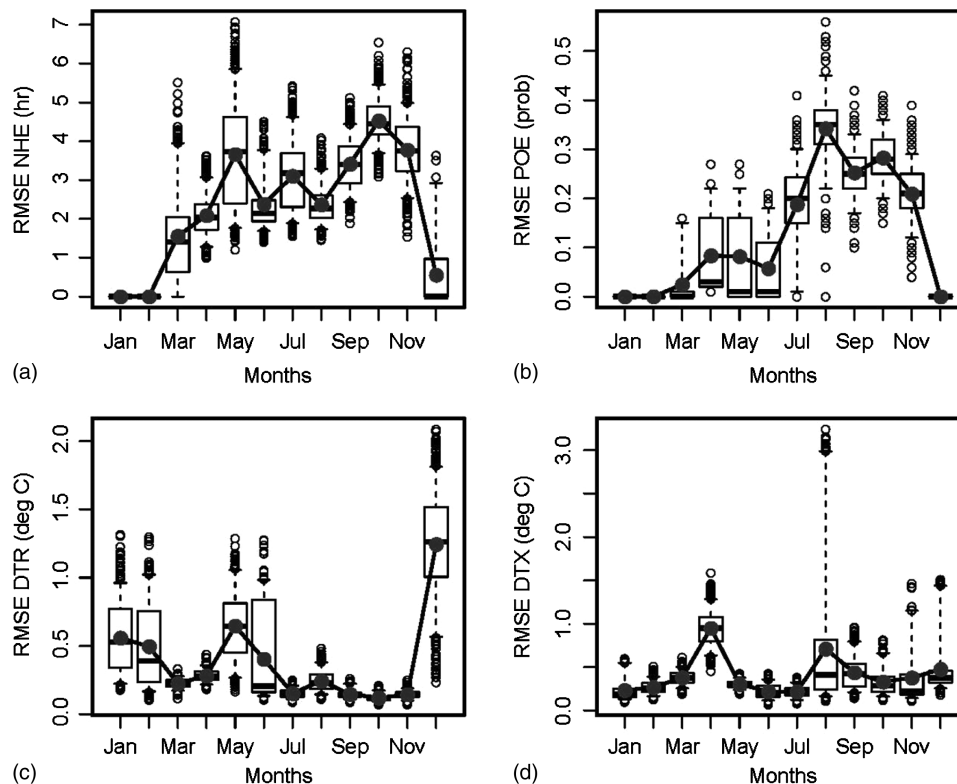 RMSE NHE (hr)
7
6
5
4
3
2
1
0
Jan Mar May Jul Sep Nov
Months
(a)
RMSE POE (prob)
0.5
0.4
0.3
0.2
0.1
0.0
Jan Mar May Jul Sep Nov
Months
(b)
RMSE DTR (deg C)
2.0
1.5
1.0
0.5
0.0
Jan Mar May Jul Sep Nov
Months
(c)
RMSE DTX (deg C)
3.0
2.0
1.0
0.0
Jan Mar May Jul Sep Nov
Months
(d)